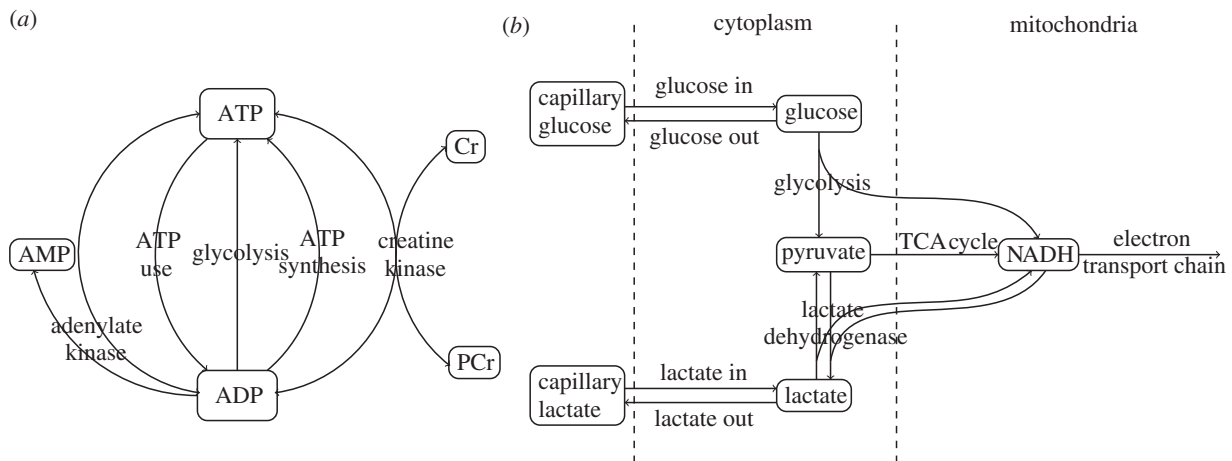 (a)
ATP
Cr
AMP
ATP
use
glycolysis
ATP
synthesis
creatine
kinase
adenylate
kinase
ADP
PCr
(b)
cytoplasm
mitochondria
capillary
glucose
glucose in
glucose out
glucose
glycolysis
pyruvate
TCA cycle
NADH
electron
transport chain
lactate
dehydrogenase
capillary
lactate
lactate in
lactate out
lactate